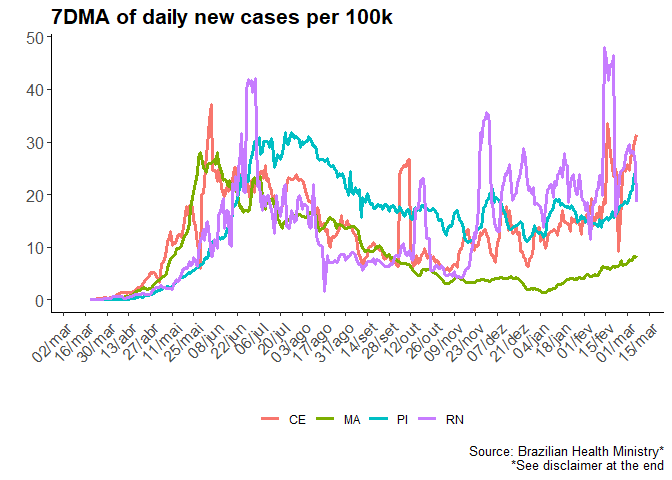 7DMA of daily new cases per 100k
50
40
30
20
10
0
02/mar
16/mar
30/mar
13/abr
27/abr
11/mai
25/mai
08/jun
22/jun
06/jul
20/jul
03/ago
17/ago
31/ago
14/set
28/set
12/out
26/out
09/nov
23/nov
07/dez
21/dez
04/jan
18/jan
01/fev
15/fev
01/mar
15/mar
CE MA PI RN
Source: Brazilian Health Ministry*
*See disclaimer at the end